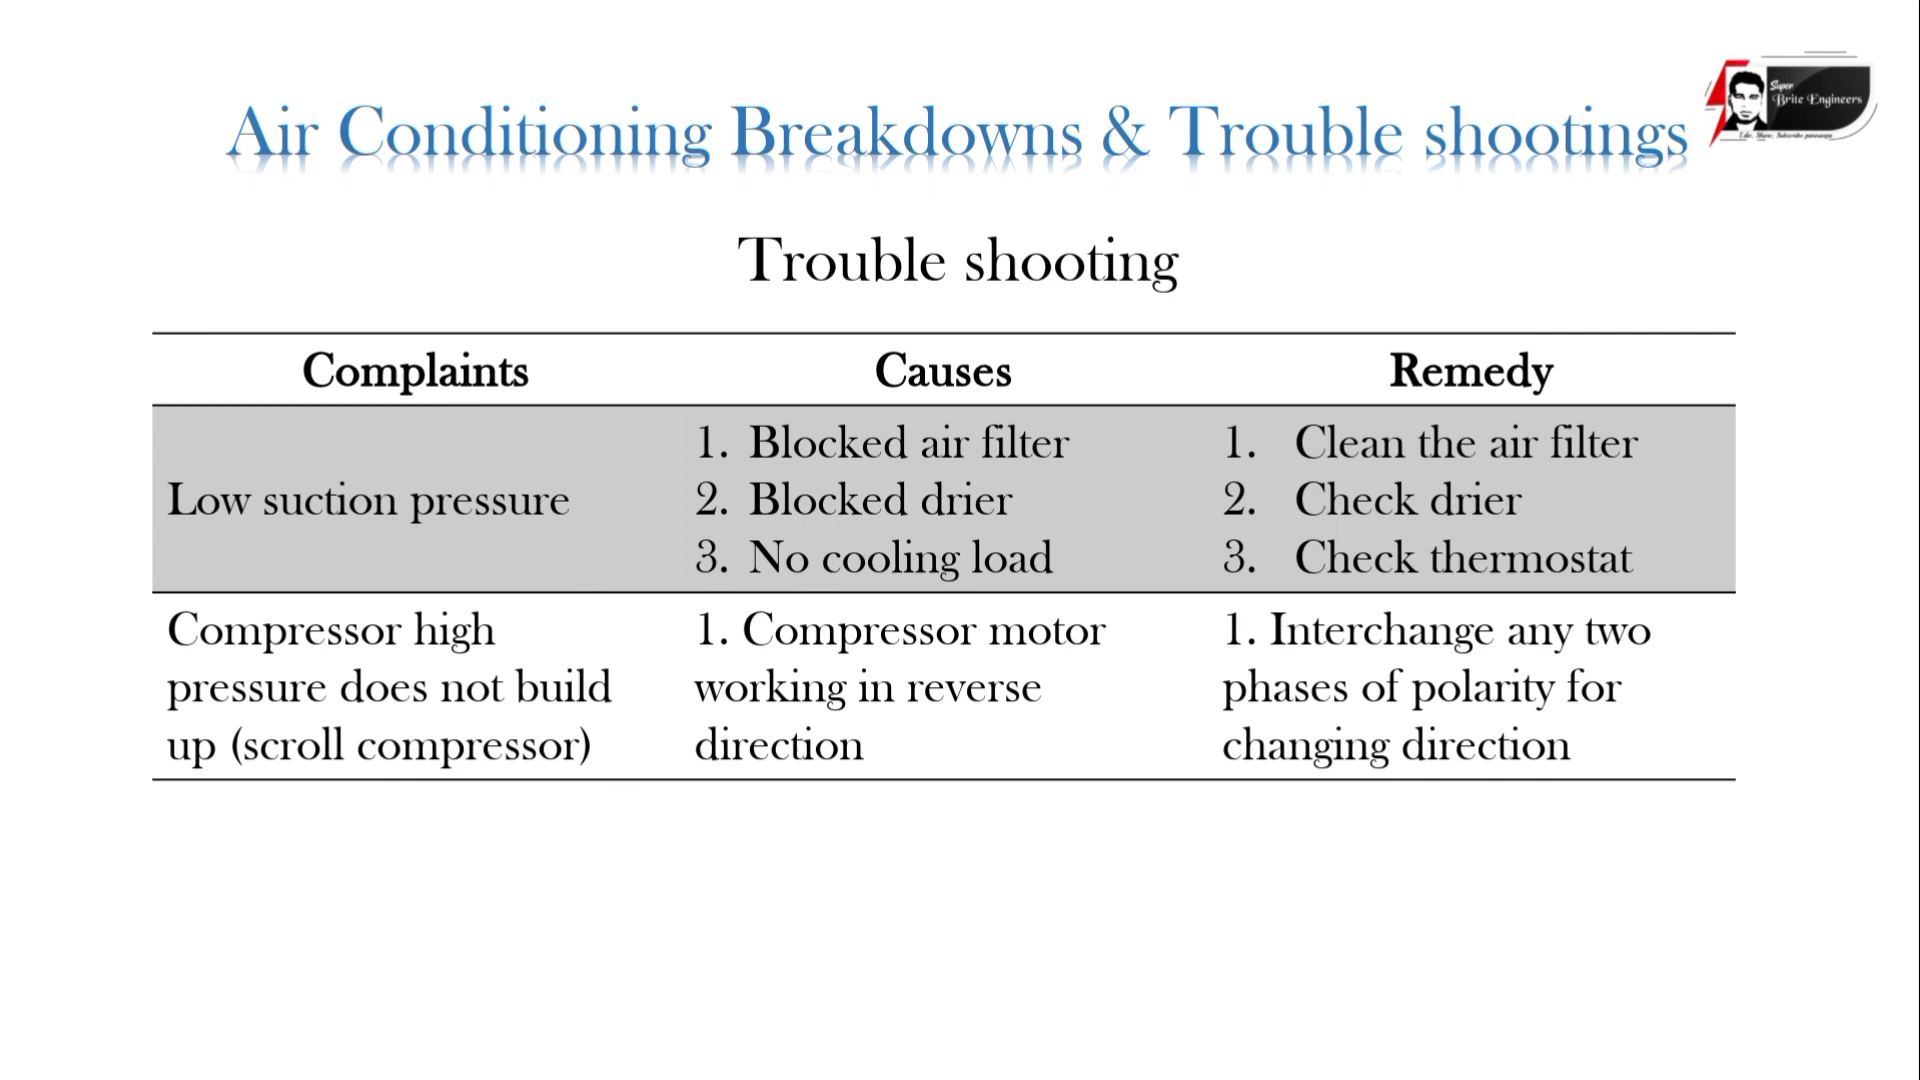 Super
Brite Engineers
Air Conditioning Breakdowns & Trouble shootings
Trouble shooting
Complaints Causes Remedy
Low suction pressure
1. Blocked air filter
2. Blocked drier
3. No cooling load
1. Clean the air filter
2. Check drier
3. Check thermostat
Compressor high
pressure does not build
up (scroll compressor)
1. Compressor motor
working in reverse
direction
1. Interchange any two
phases of polarity for
changing direction